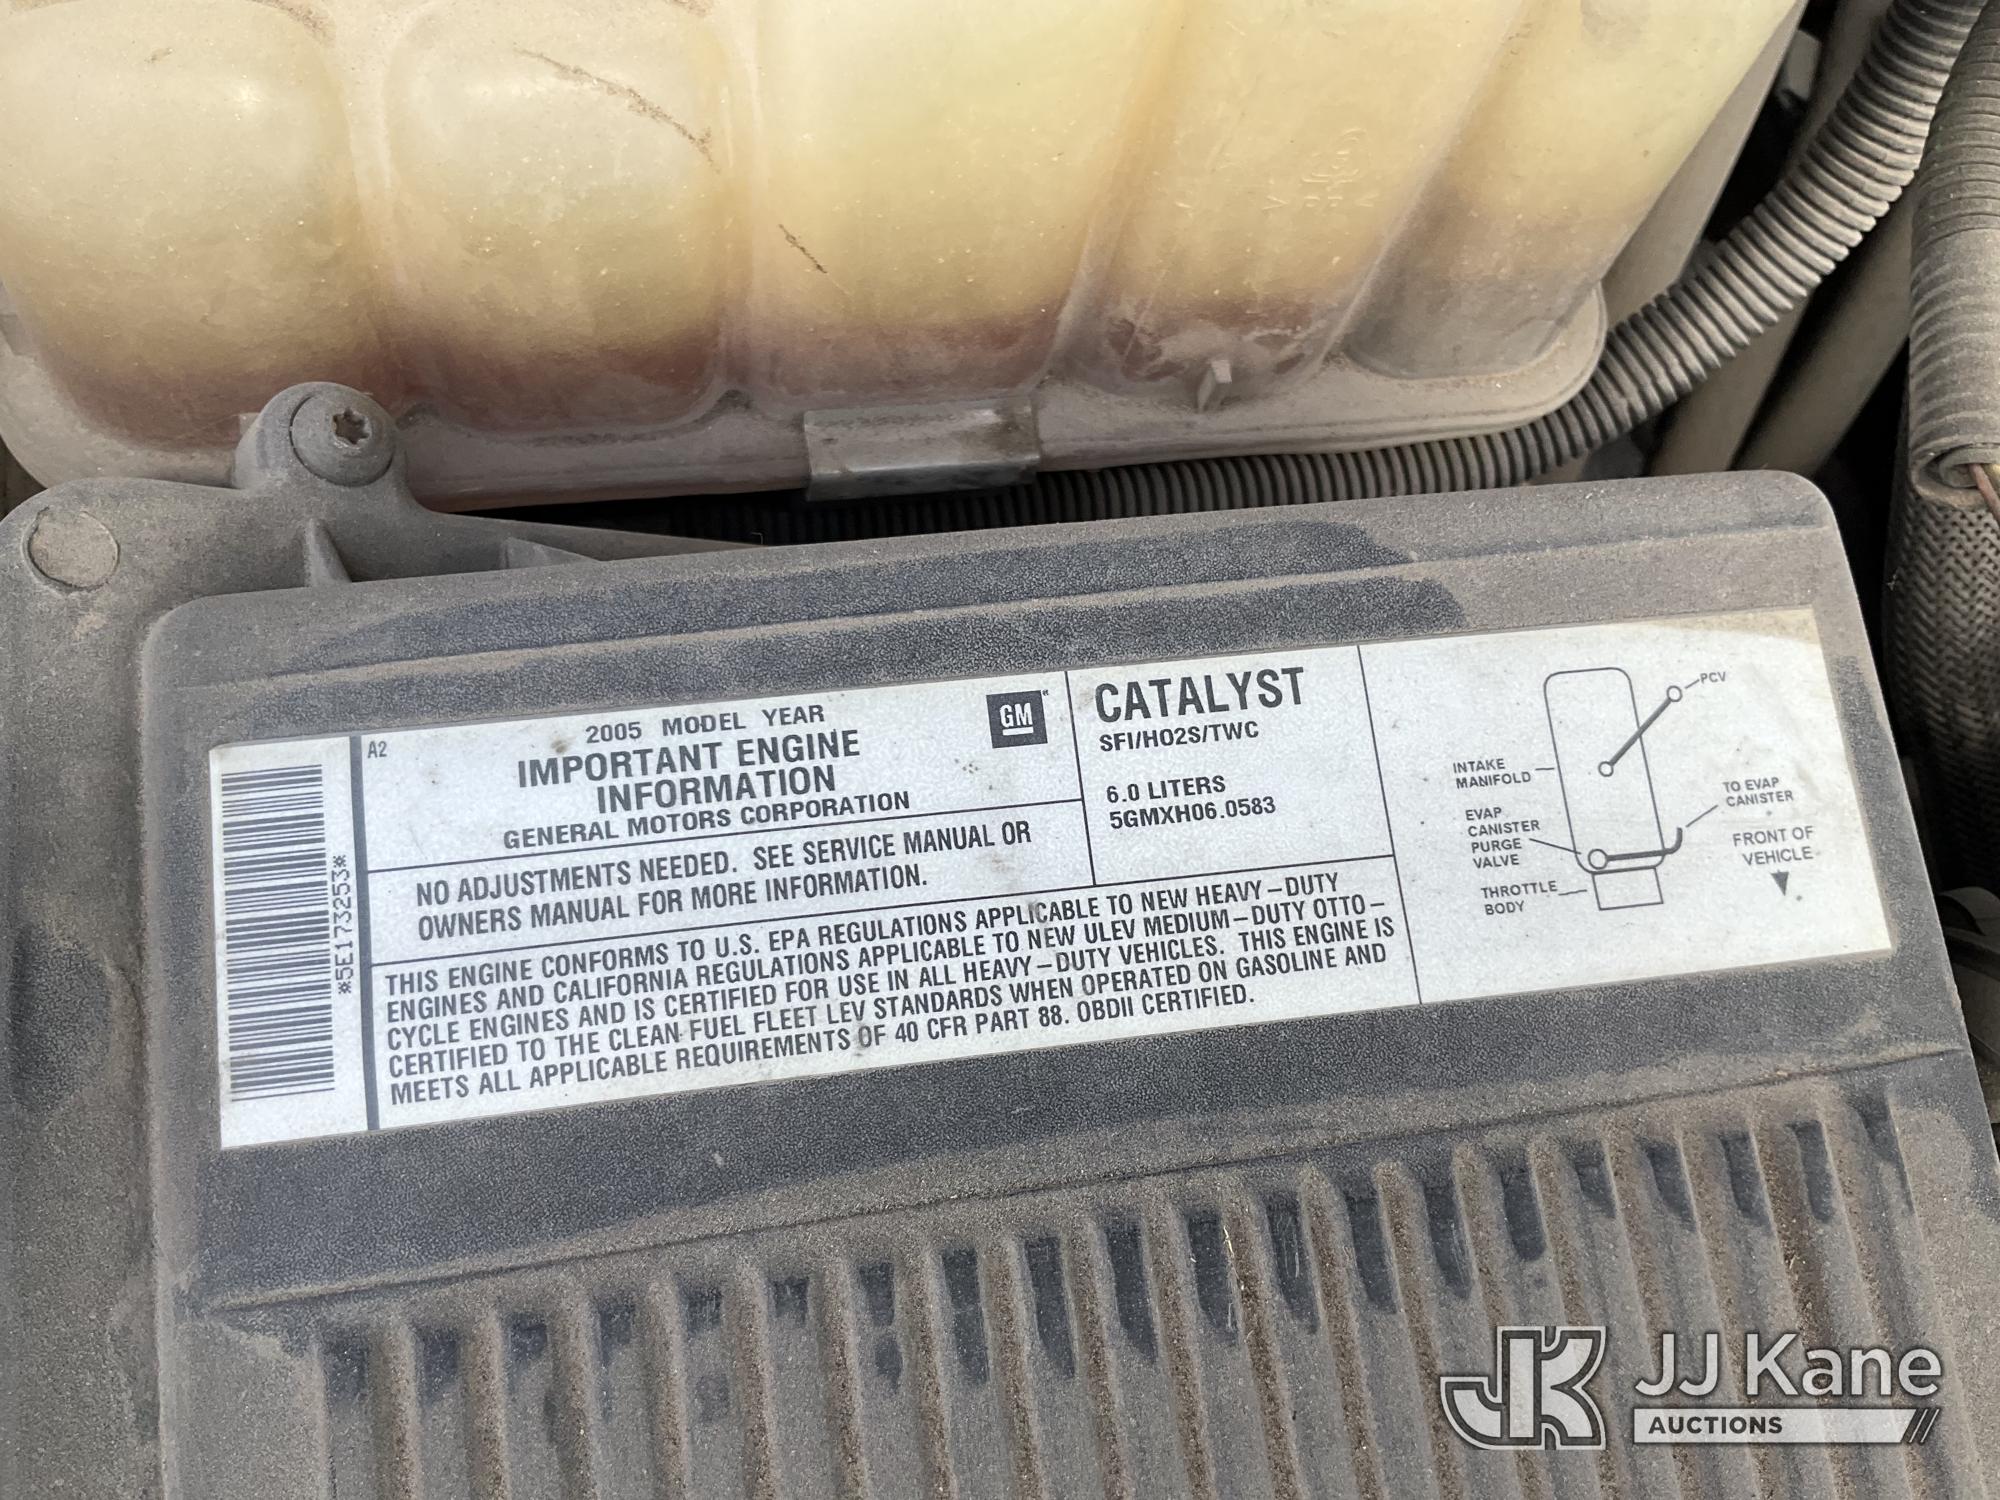 A2
2005 MODEL YEAR
IMPORTANT ENGINE
INFORMATION
GENERAL MOTORS CORPORATION
GM
NO ADJUSTMENTS NEEDED. SEE SERVICE MANUAL OR
OWNERS MANUAL FOR MORE INFORMATION.
CATALYST
SFI/HO2S/TWC
6.0 LITERS
5GMXH06.0583
THIS ENGINE CONFORMS TO U.S. EPA REGULATIONS APPLICABLE TO NEW HEAVY-DUTY
ENGINES AND CALIFORNIA REGULATIONS APPLICABLE TO NEW ULEV MEDIUM-DUTY OTTO-
CYCLE ENGINES AND IS CERTIFIED FOR USE IN ALL HEAVY-DUTY VEHICLES. THIS ENGINE IS
CERTIFIED TO THE CLEAN FUEL FLEET LEV STANDARDS WHEN OPERATED ON GASOLINE AND
MEETS ALL APPLICABLE REQUIREMENTS OF 40 CFR PART 88. OBDII CERTIFIED.
*5E1732253*
PCV
INTAKE
MANIFOLD
EVAP
CANISTER
PURGE
VALVE
THROTTLE
BODY
TO EVAP
CANISTER
FRONT OF
VEHICLE
JK
JJ Kane
AUCTIONS